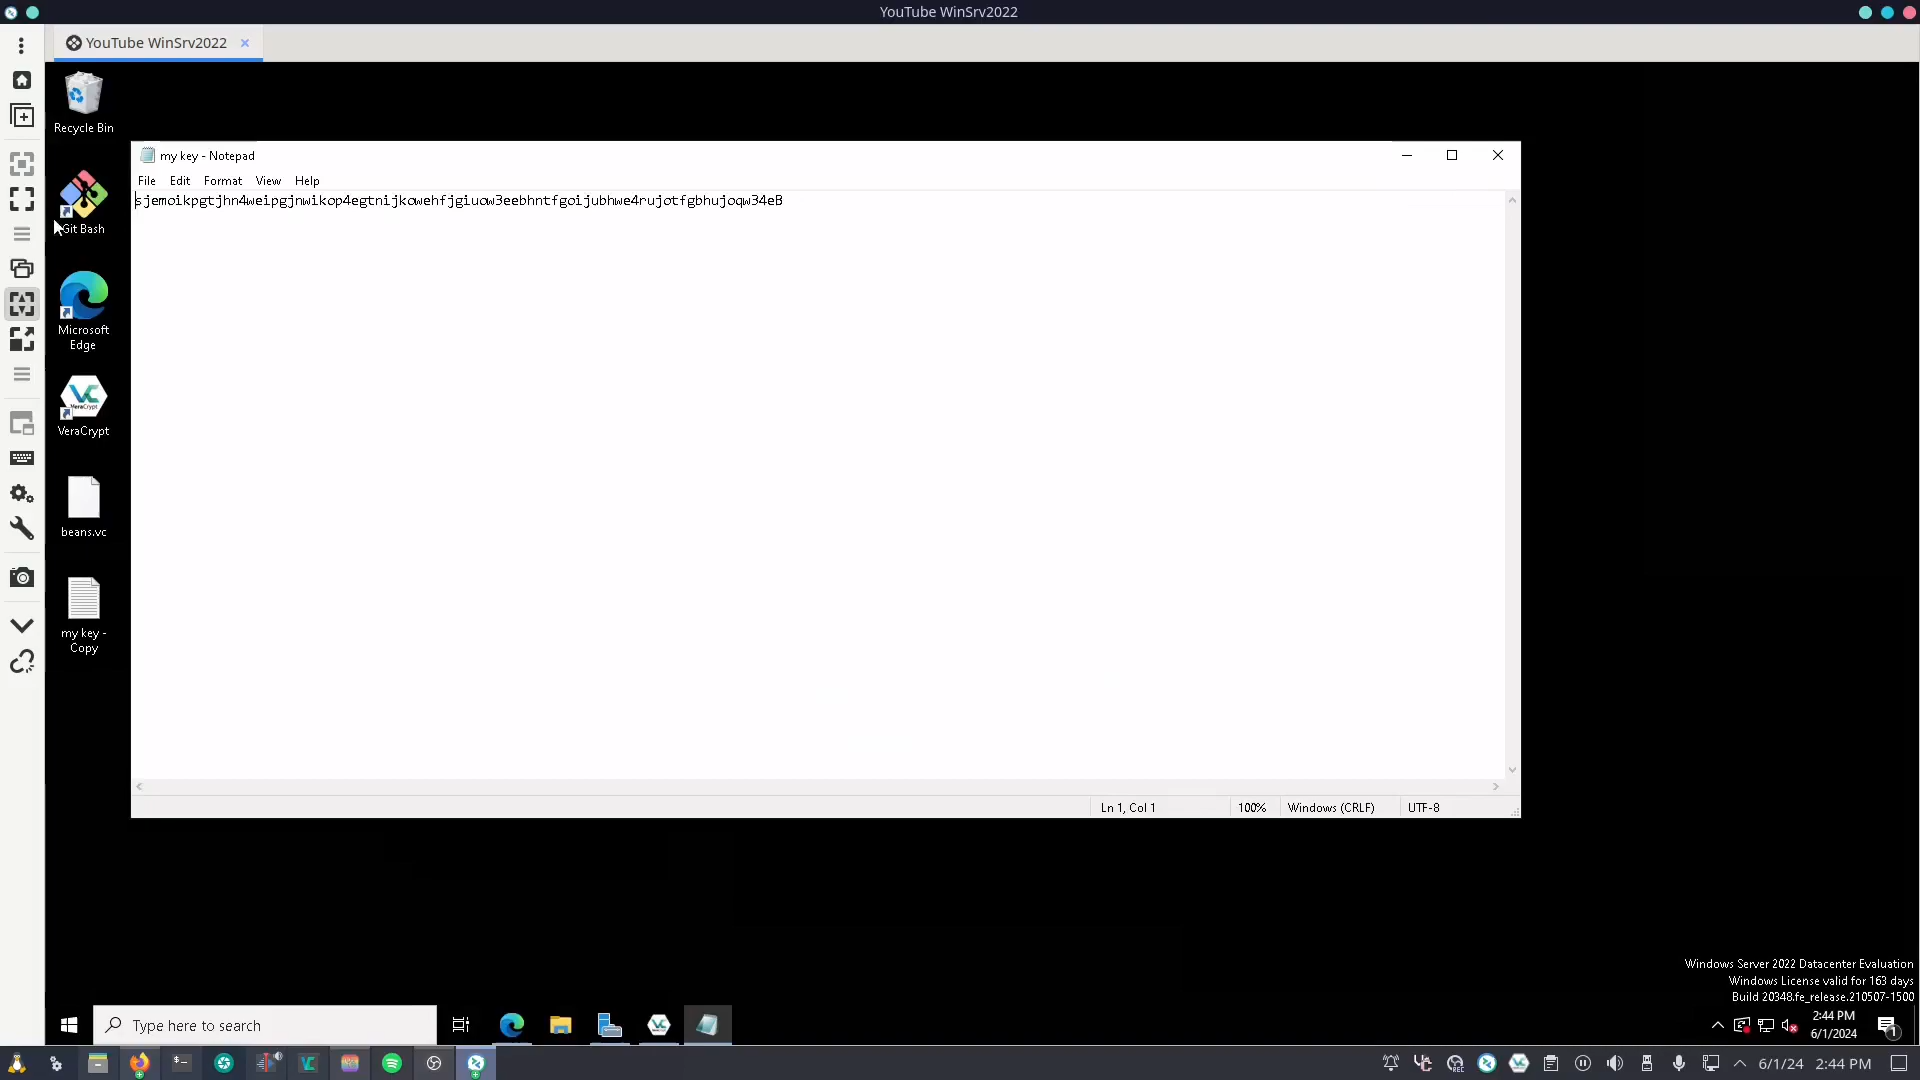 YouTube WinSrv2022
YouTube WinSrv2022
Recycle Bin
Git Bash
Microsoft
Edge
VeraCrypt
beans.vc
my key -
Copy
my key - Notepad
File Edit Format View Help
sjemoikpgtjhn4weipgjnwikop4egtnijkowehfjgiuow3eebhntfgoijubhwe4rujotfgbhujoqw34eB
Ln 1, Col 1
100%
Windows (CRLF)
UTF-8
Windows Server 2022 Datacenter Evaluation
Windows License valid for 163 days
Build 20348.fe_release.210507-1500
Type here to search
2:44 PM
6/1/2024
1
6/1/24 2:44 PM